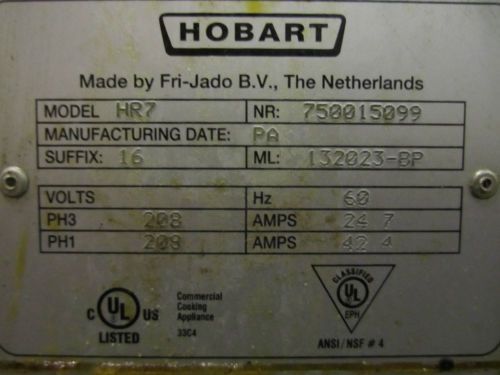 HOBART
Made by Fri-Jado B.V., The Netherlands
MODEL HR7 NR: 750015099
MANUFACTURING DATE: PA
SUFFIX: 16 ML: 132023-BP
VOLTS Hz 60
PH3 208 AMPS 24 7
PH1 208 AMPS 42 4
C UL US
LISTED
Commercial
Cooking
Appliance
33C4
CLASSIFIED
UL
EPH
ANSI/NSF # 4